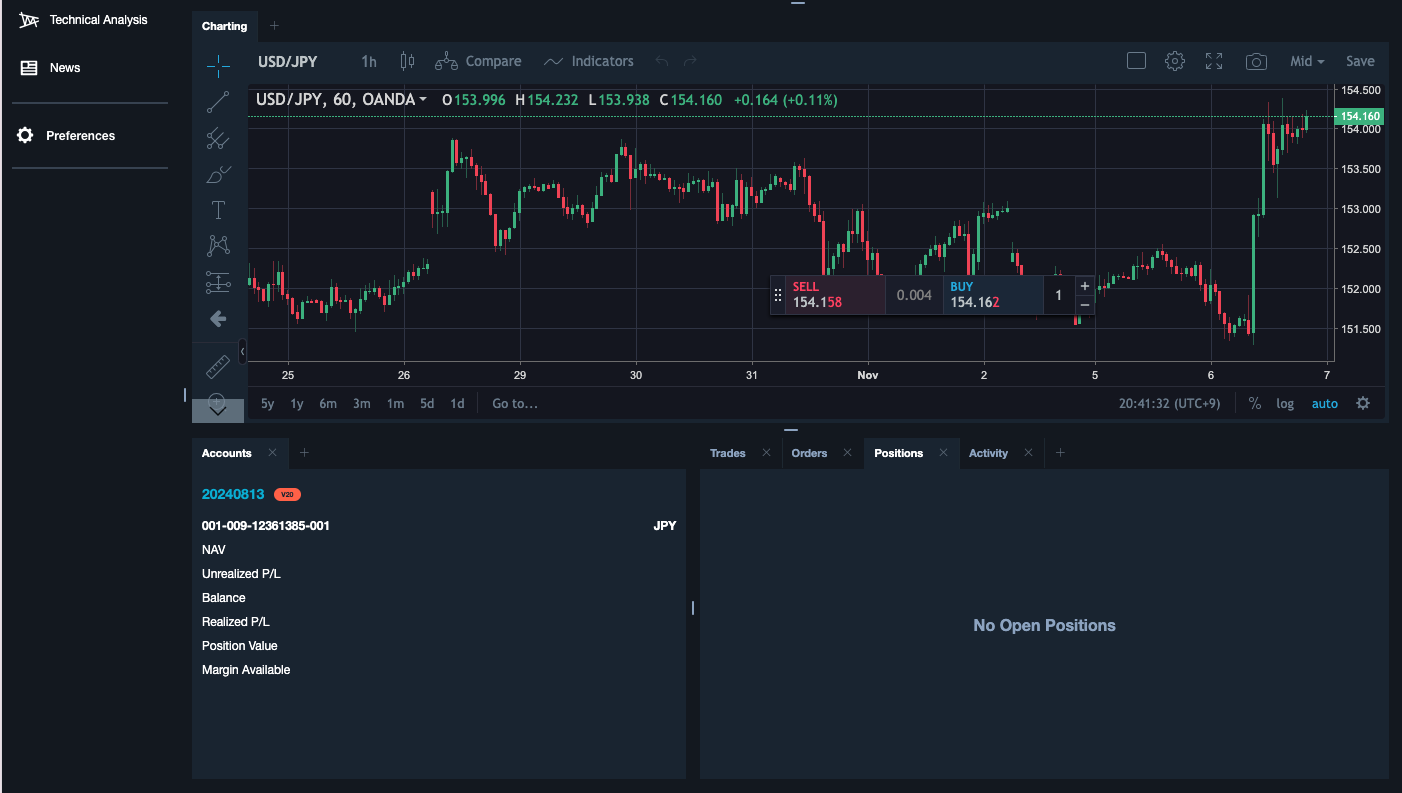 Technical Analysis
News
Preferences
Charting
USD/JPY 1h Compare Indicators Mid Save
USD/JPY, 60, OANDA O153.996 H154.232 L153.938 C154.160 +0.164 (+0.11%)
154.500
154.160
154.000
153.500
153.000
152.500
152.000
151.500
SELL
154.158
0.004
BUY
154.162
1
25 26 29 30 31 Nov 2 5 6 7
5y 1y 6m 3m 1m 5d 1d Go to... 20:41:32 (UTC+9) % log auto
Accounts
20240813 V20
001-009-12361385-001 JPY
NAV
Unrealized P/L
Balance
Realized P/L
Position Value
Margin Available
Trades Orders Positions Activity
No Open Positions